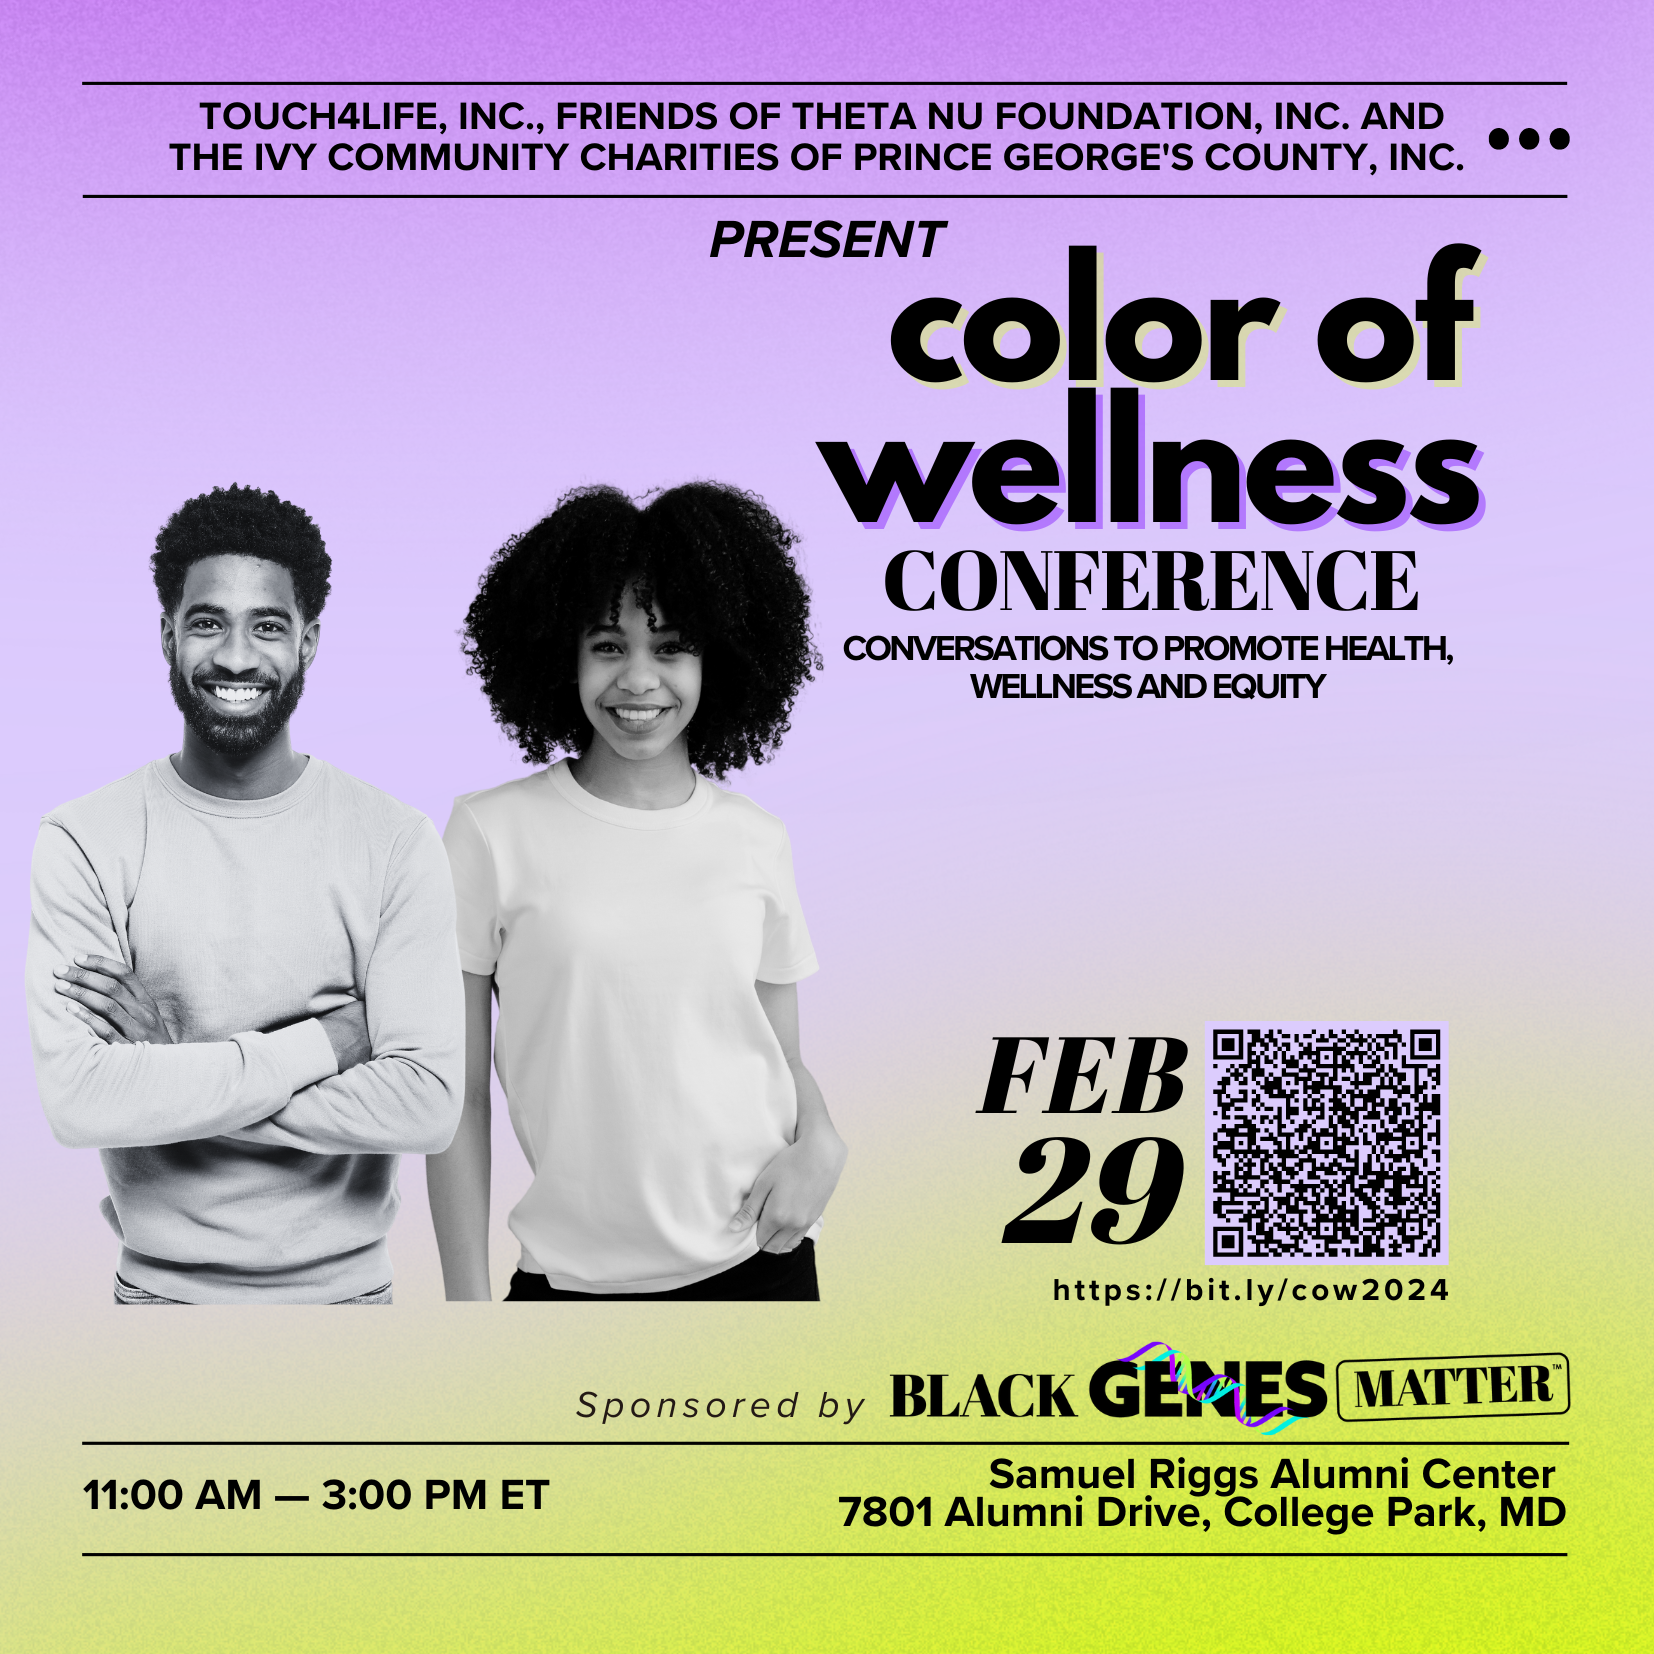 TOUCH4LIFE, INC., FRIENDS OF THETA NU FOUNDATION, INC. AND
THE IVY COMMUNITY CHARITIES OF PRINCE GEORGE'S COUNTY, INC.
PRESENT
color of
wellness
CONFERENCE
CONVERSATIONS TO PROMOTE HEALTH,
WELLNESS AND EQUITY
FEB
29
https://bit.ly/cow2024
Sponsored by BLACK GENES MATTER™
11:00 AM — 3:00 PM ET
Samuel Riggs Alumni Center
7801 Alumni Drive, College Park, MD